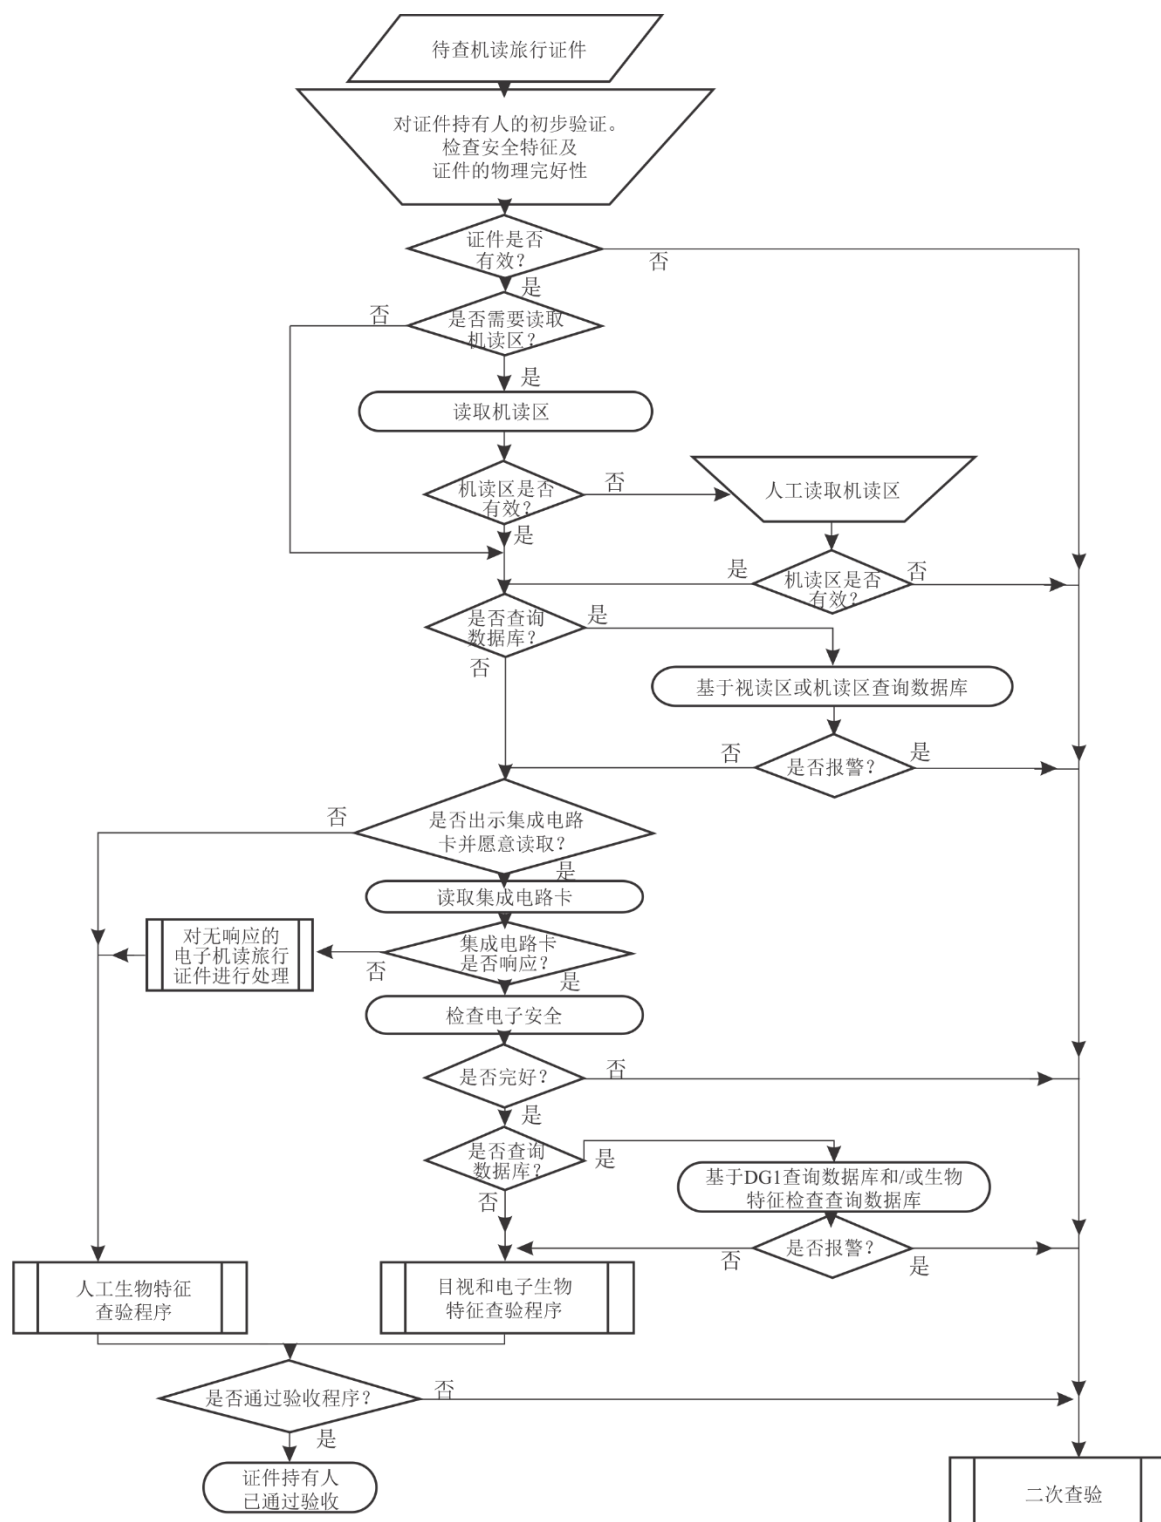 待查机读旅行证件
对证件持有人的初步验证。
检查安全特征及
证件的物理完好性
证件是否
有效?
否
是
否
是否需要读取
机读区?
是
读取机读区
机读区是否
有效?
否
人工读取机读区
是
是
机读区是否
有效?
否
是否查询
数据库?
是
否
基于视读区或机读区查询数据库
否
是否报警?
是
否
是否出示集成电路
卡并愿意读取?
是
读取集成电路卡
对无响应的
电子机读旅行
证件进行处理
否
集成电路卡
是否响应?
是
检查电子安全
是否完好?
否
是
是否查询
数据库?
是
否
基于DG1查询数据库和/或生物
特征检查查询数据库
否
是否报警?
是
人工生物特征
查验程序
目视和电子生物
特征查验程序
是否通过验收程序?
否
是
证件持有人
已通过验收
二次查验